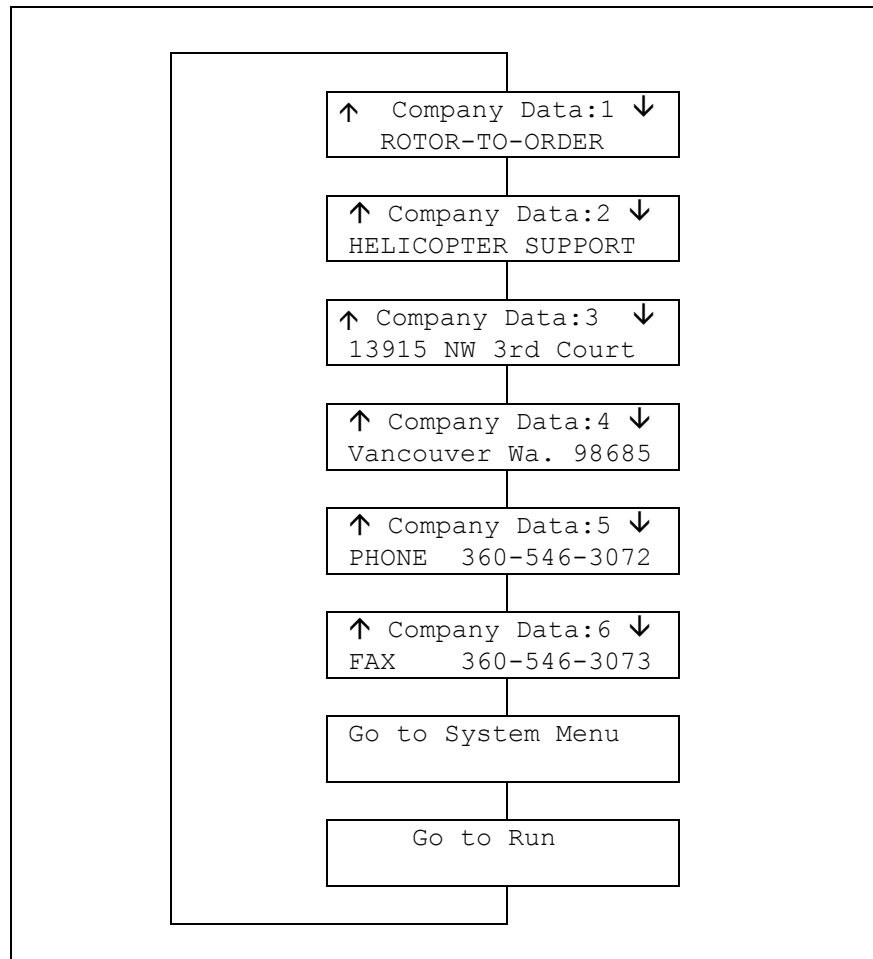 ↑ Company Data:1 ↓
ROTOR-TO-ORDER
↑ Company Data:2 ↓
HELICOPTER SUPPORT
↑ Company Data:3 ↓
13915 NW 3rd Court
↑ Company Data:4 ↓
Vancouver Wa. 98685
↑ Company Data:5 ↓
PHONE 360-546-3072
↑ Company Data:6 ↓
FAX 360-546-3073
Go to System Menu
Go to Run